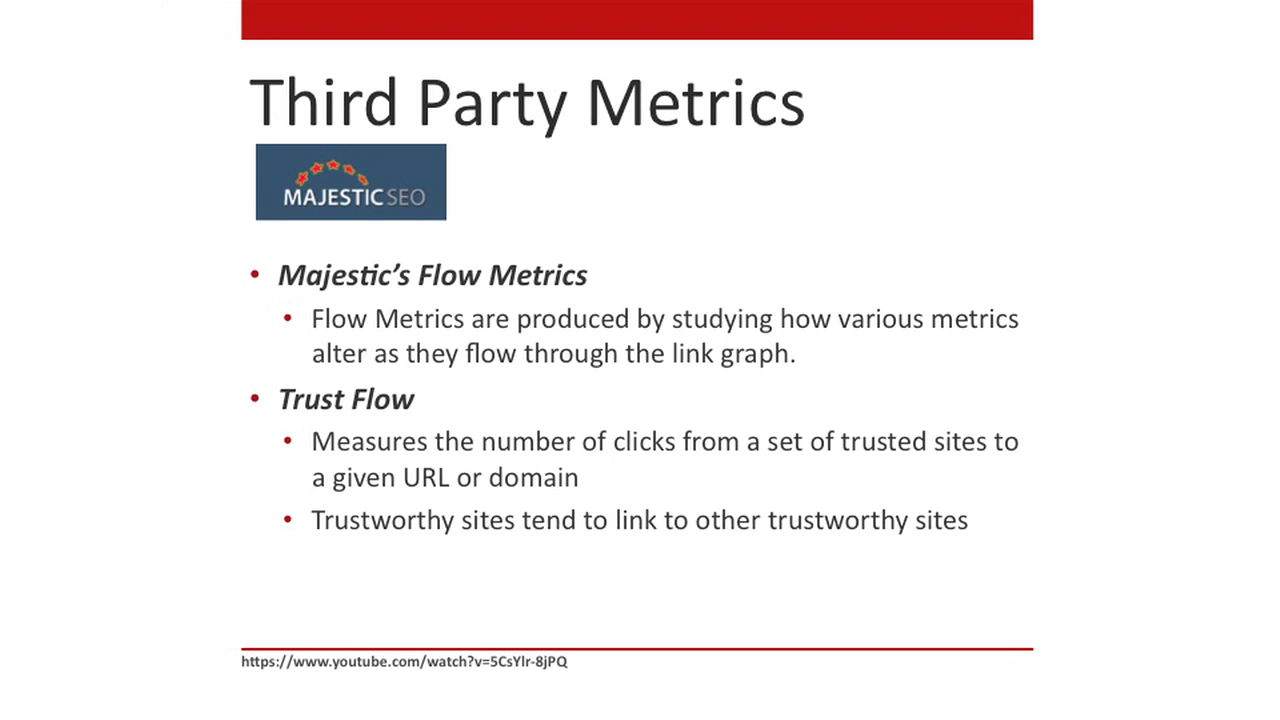 Third Party Metrics
MAJESTIC SEO
• Majestic’s Flow Metrics
• Flow Metrics are produced by studying how various metrics
alter as they flow through the link graph.
• Trust Flow
• Measures the number of clicks from a set of trusted sites to
a given URL or domain
• Trustworthy sites tend to link to other trustworthy sites
https://www.youtube.com/watch?v=5CsYlr-8jPQ